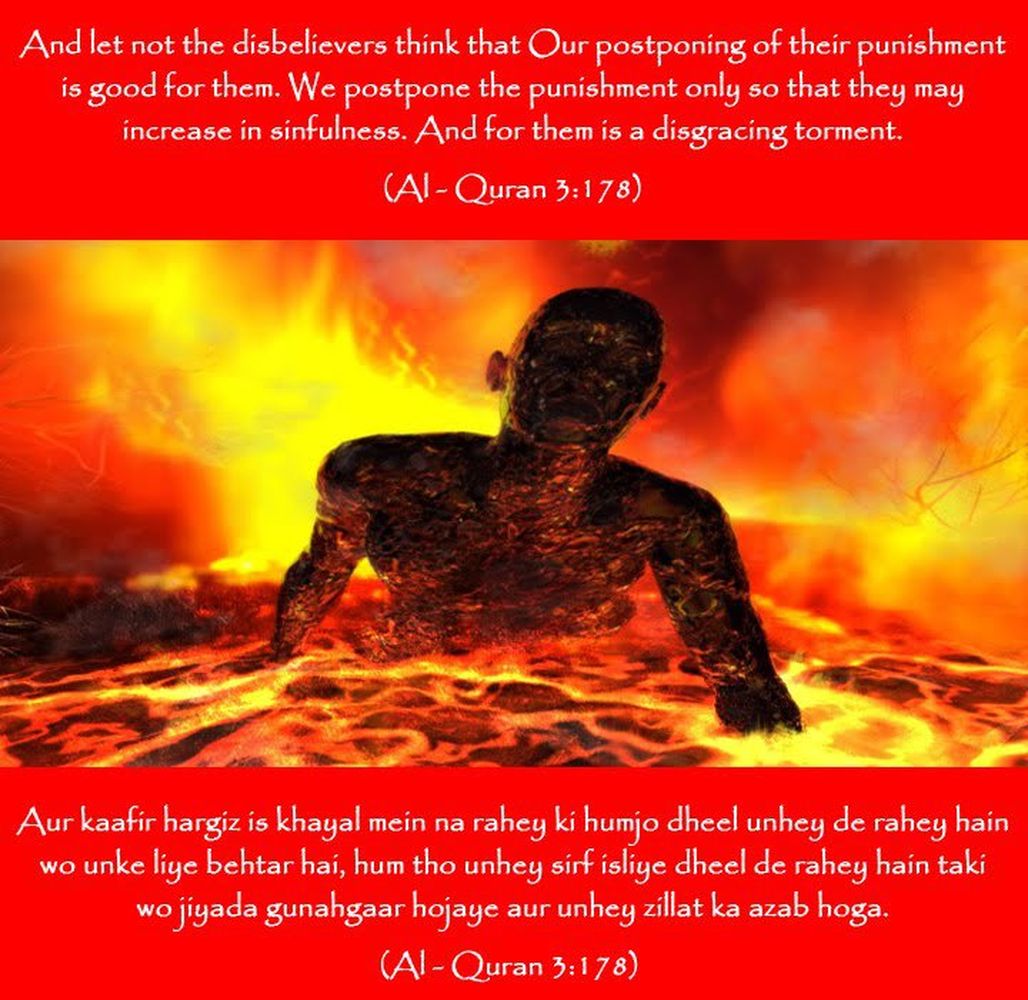 And let not the disbelievers think that Our postponing of their punishment
is good for them. We postpone the punishment only so that they may
increase in sinfulness. And for them is a disgracing torment.
(Al - Quran 3:178)
Aur kaafir hargiz is khayal mein na rahey ki humjo dheel unhey de rahey hain
wo unke liye behtar hai, hum tho unhey sirf isliye dheel de rahey hain taki
wo jiyada gunahgaar hojaye aur unhey zillat ka azab hoga.
(Al - Quran 3:178)